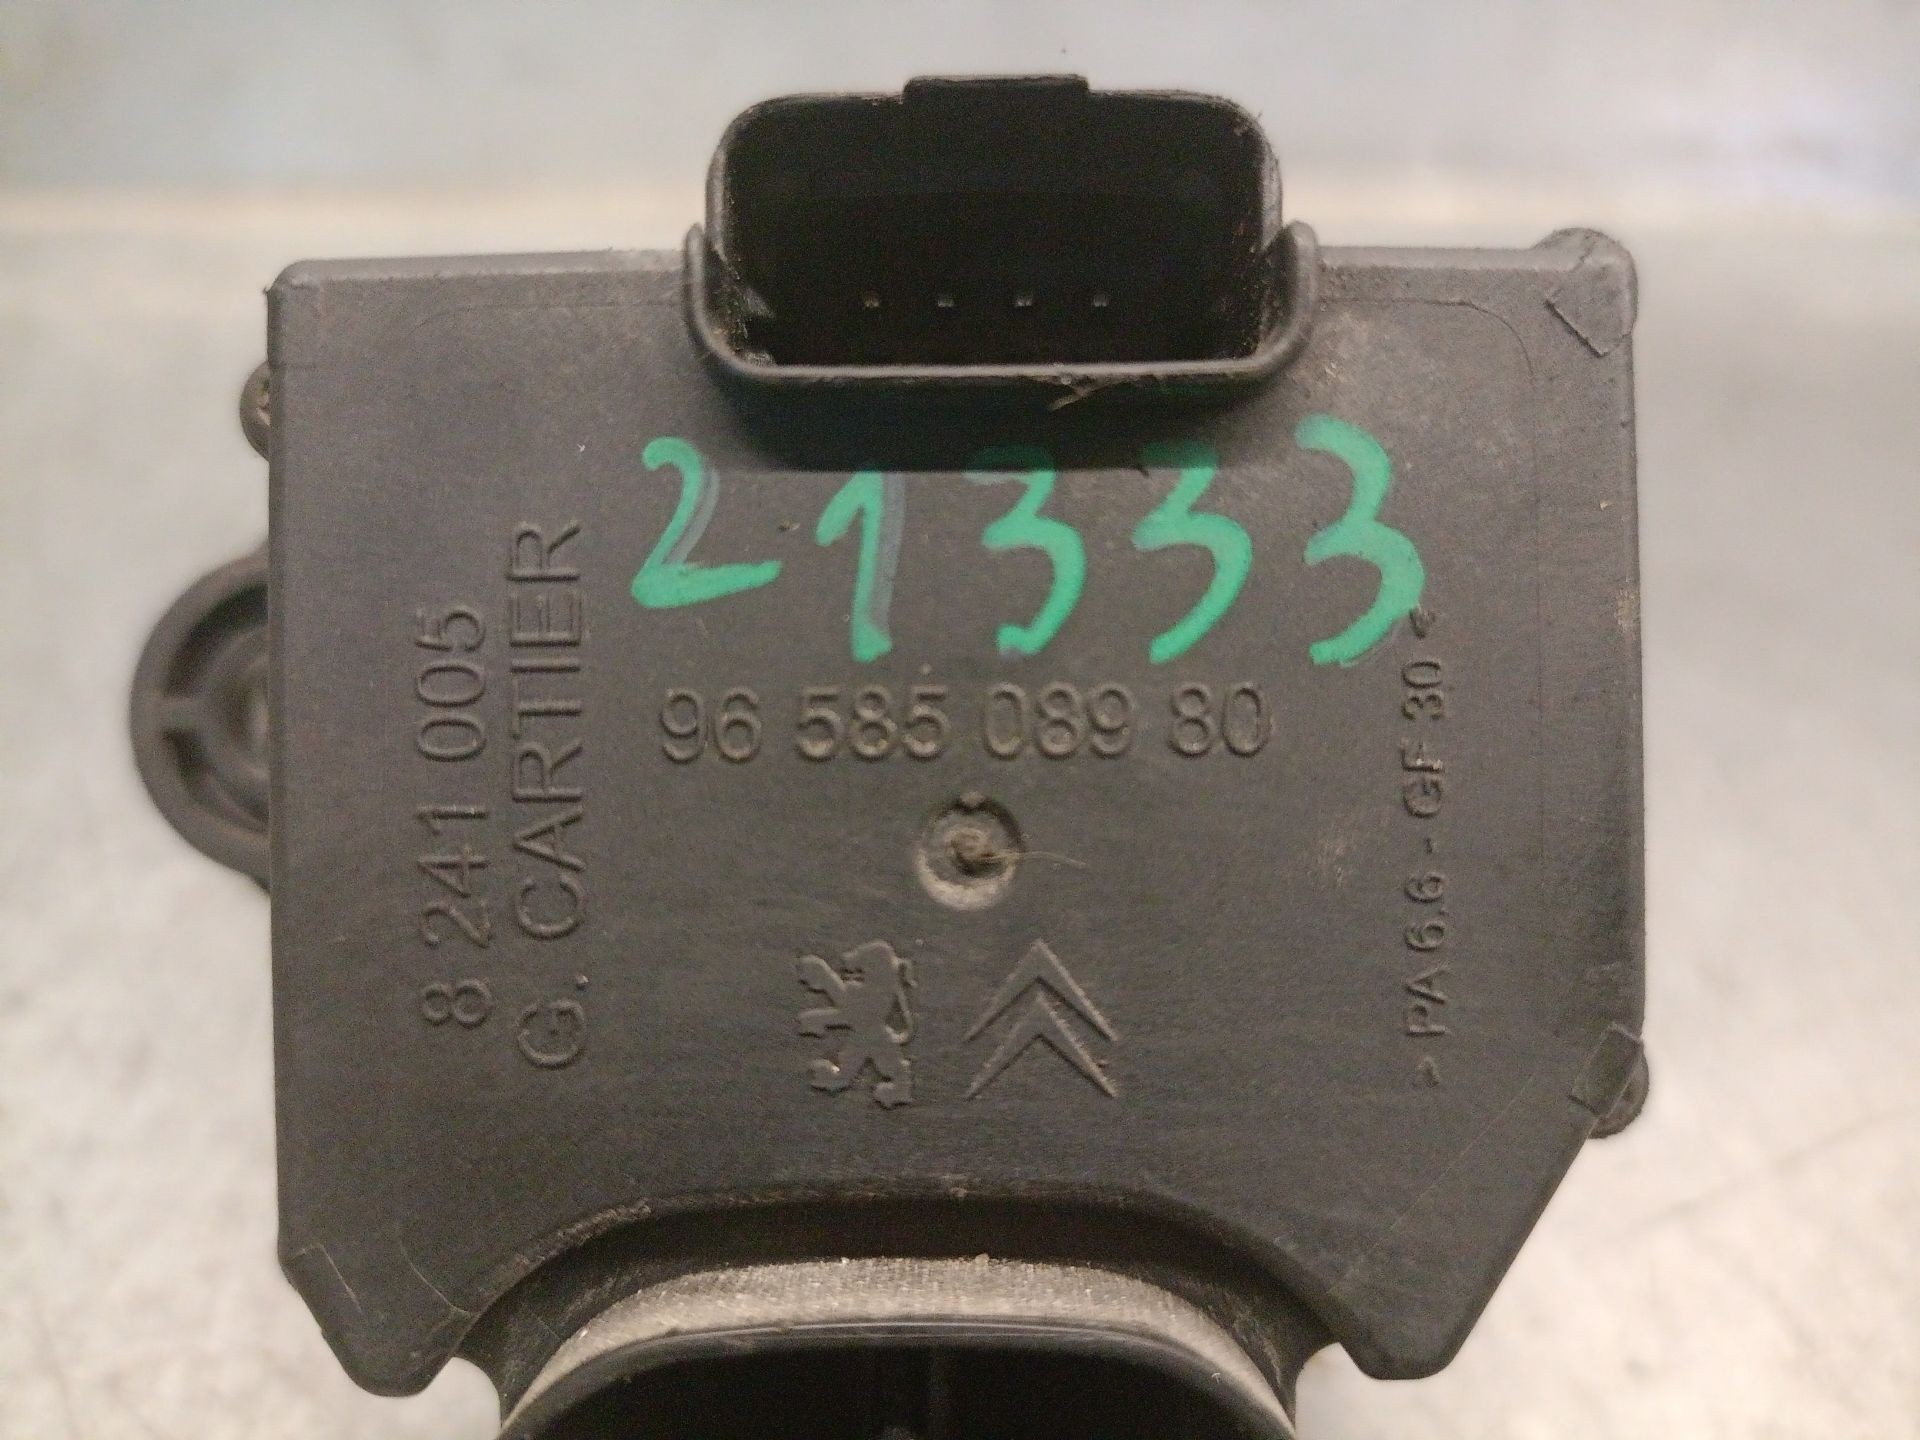 21333
96 585 089 80
8 241 005
G. CARTIER
> PA 6.6 - GF 30 <